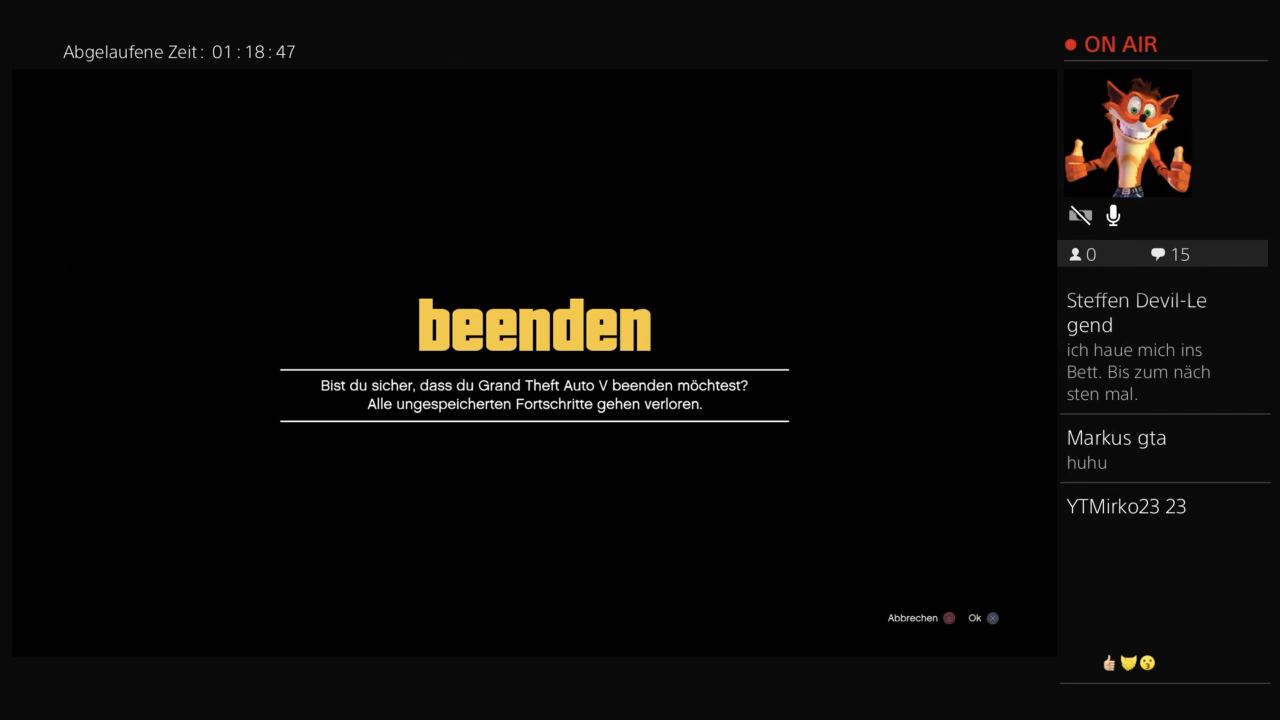 Abgelaufene Zeit: 01:18:47
ON AIR
0
15
Steffen Devil-Le
gend
ich haue mich ins
Bett. Bis zum näch
sten mal.
Markus gta
huhu
YTMirko23 23
beenden
Bist du sicher, dass du Grand Theft Auto V beenden möchtest?
Alle ungespeicherten Fortschritte gehen verloren.
Abbrechen Ok